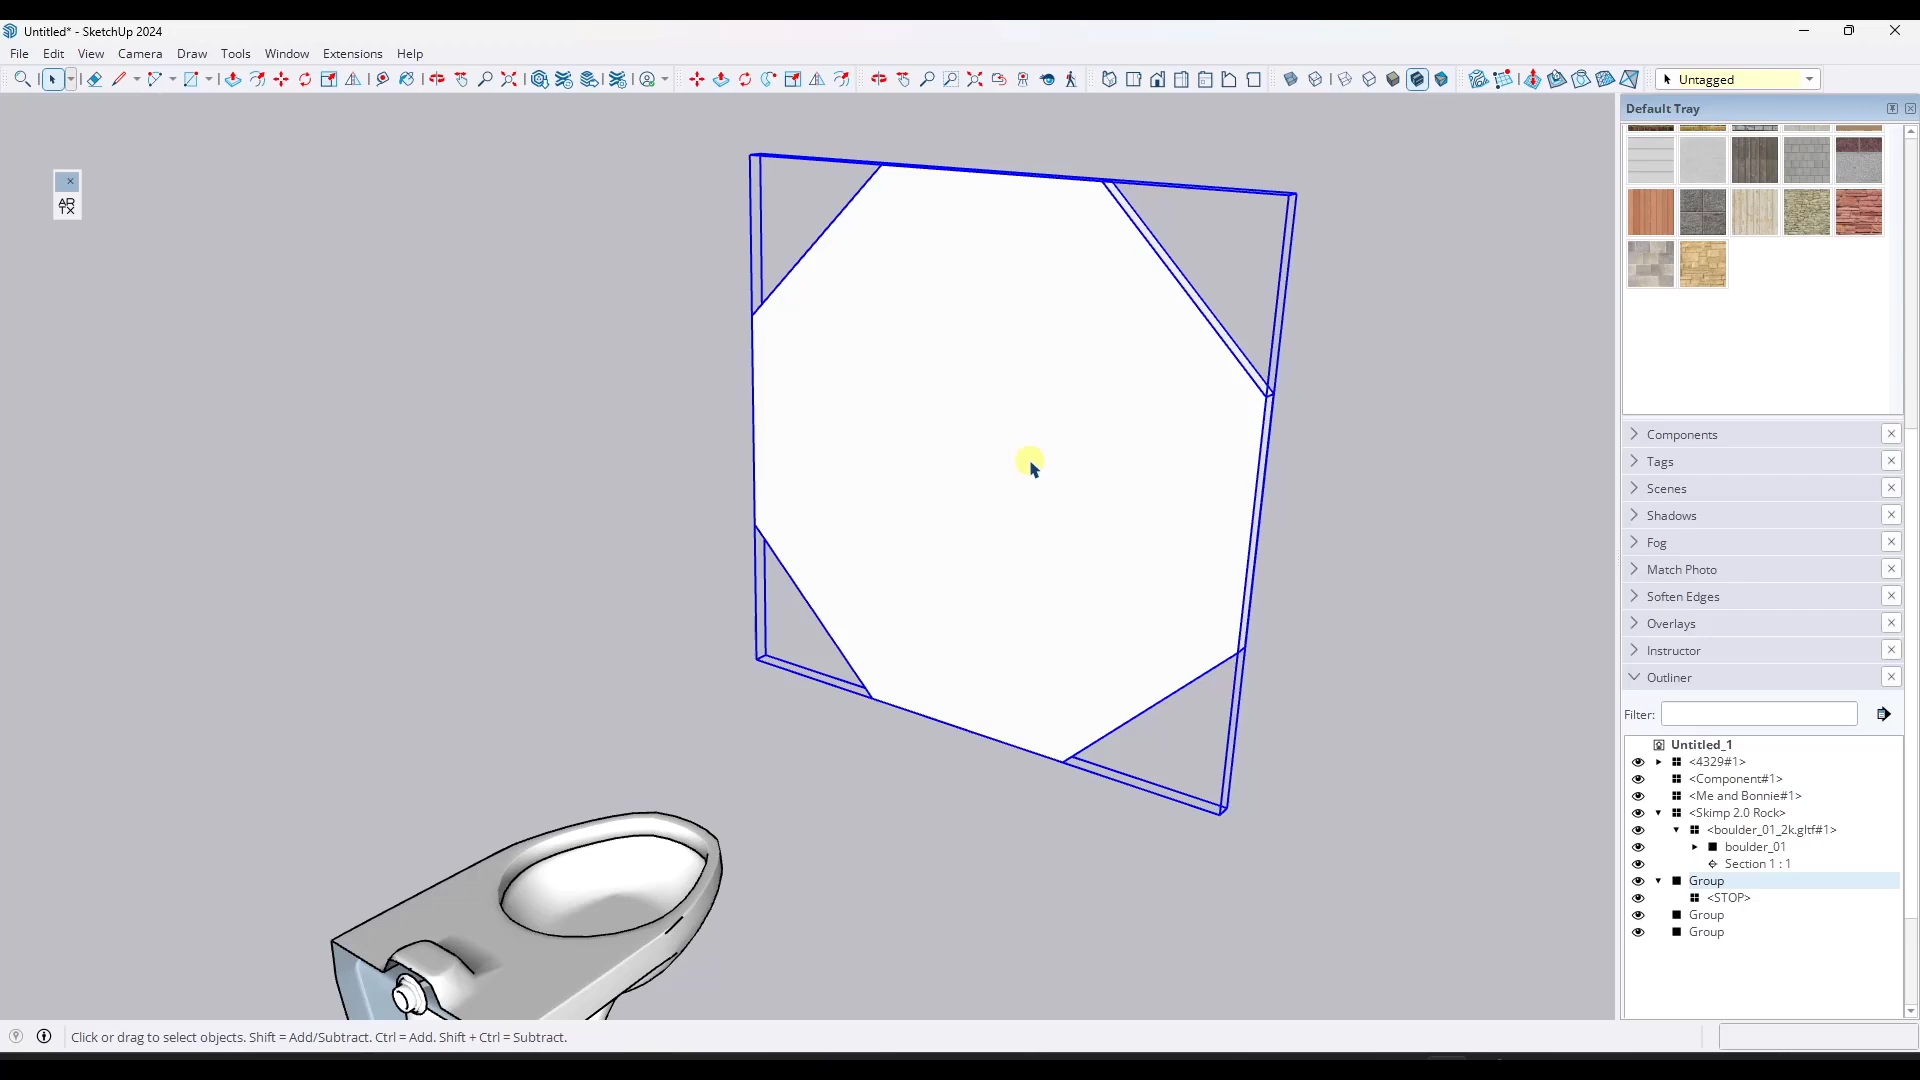 Untitled* - SketchUp 2024
File Edit View Camera Draw Tools Window Extensions Help
Untagged
Default Tray
AR
TX
Components
Tags
Scenes
Shadows
Fog
Match Photo
Soften Edges
Overlays
Instructor
Outliner
Filter:
Untitled_1
<4329#1>
<Component#1>
<Me and Bonnie#1>
<Skimp 2.0 Rock>
<boulder_01_2k.gltf#1>
boulder_01
Section 1 : 1
Group
<STOP>
Group
Group
Click or drag to select objects. Shift = Add/Subtract. Ctrl = Add. Shift + Ctrl = Subtract.